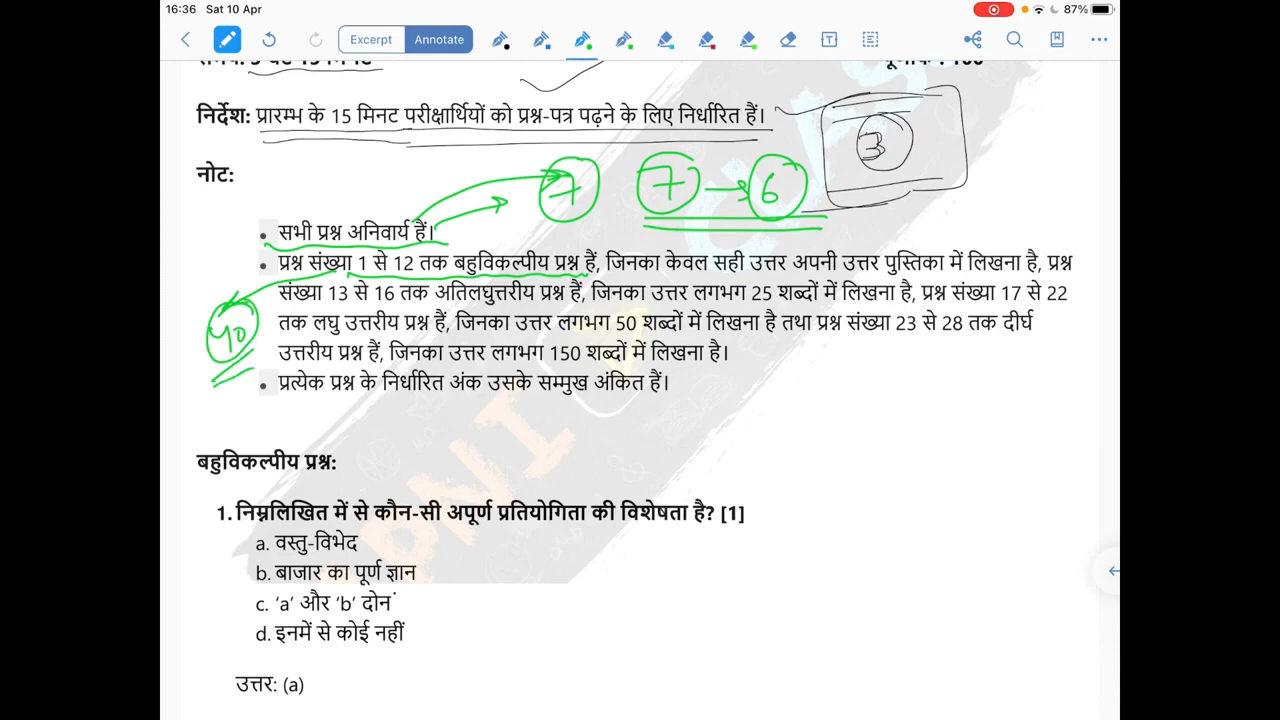 16:36 Sat 10 Apr 87%
Excerpt Annotate
निर्देश: प्रारम्भ के 15 मिनट परीक्षार्थियों को प्रश्न-पत्र पढ़ने के लिए निर्धारित हैं।
3
नोट:
7 7 → 6
सभी प्रश्न अनिवार्य हैं।
प्रश्न संख्या 1 से 12 तक बहुविकल्पीय प्रश्न हैं, जिनका केवल सही उत्तर अपनी उत्तर पुस्तिका में लिखना है, प्रश्न
संख्या 13 से 16 तक अतिलघुत्तरीय प्रश्न हैं, जिनका उत्तर लगभग 25 शब्दों में लिखना है, प्रश्न संख्या 17 से 22
तक लघु उत्तरीय प्रश्न हैं, जिनका उत्तर लगभग 50 शब्दों में लिखना है तथा प्रश्न संख्या 23 से 28 तक दीर्घ
40
उत्तरीय प्रश्न हैं, जिनका उत्तर लगभग 150 शब्दों में लिखना है।
प्रत्येक प्रश्न के निर्धारित अंक उसके सम्मुख अंकित हैं।
बहुविकल्पीय प्रश्न:
1. निम्नलिखित में से कौन-सी अपूर्ण प्रतियोगिता की विशेषता है? [1]
a. वस्तु-विभेद
b. बाजार का पूर्ण ज्ञान
c. ‘a’ और ‘b’ दोन
d. इनमें से कोई नहीं
उत्तर: (a)